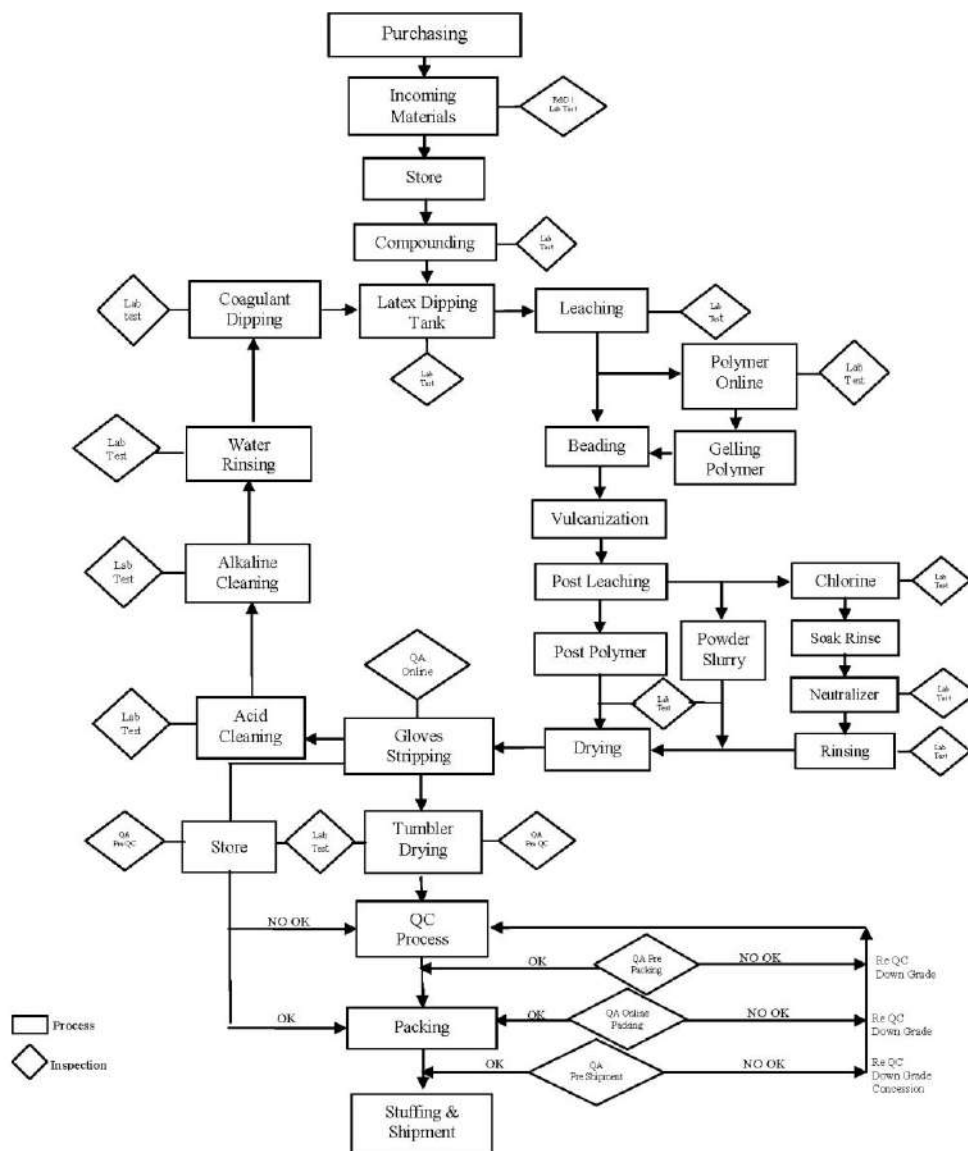 Purchasing
Incoming
Materials
R&D /
Lab Test
Store
Compounding
Lab
Test
Lab
test
Coagulant
Dipping
Latex Dipping
Tank
Leaching
Lab
Test
Lab
Test
Polymer
Online
Lab
Test
Lab
Test
Water
Rinsing
Beading
Gelling
Polymer
Vulcanization
Lab
Test
Alkaline
Cleaning
Post Leaching
Chlorine
Lab
Test
Post Polymer
Powder
Slurry
Soak Rinse
QA
Online
Lab
Test
Neutralizer
Lab
Test
Lab
Test
Acid
Cleaning
Gloves
Stripping
Drying
Rinsing
Lab
Test
QA
Pre QC
Store
Lab
Test
Tumbler
Drying
QA
Pre QC
NO OK
QC
Process
OK
QA Pre
Packing
NO OK
Re QC
Down Grade
Process
OK
Packing
OK
QA Online
Packing
NO OK
Re QC
Down Grade
Inspection
OK
QA
Pre Shipment
NO OK
Re QC
Down Grade
Concession
Stuffing &
Shipment